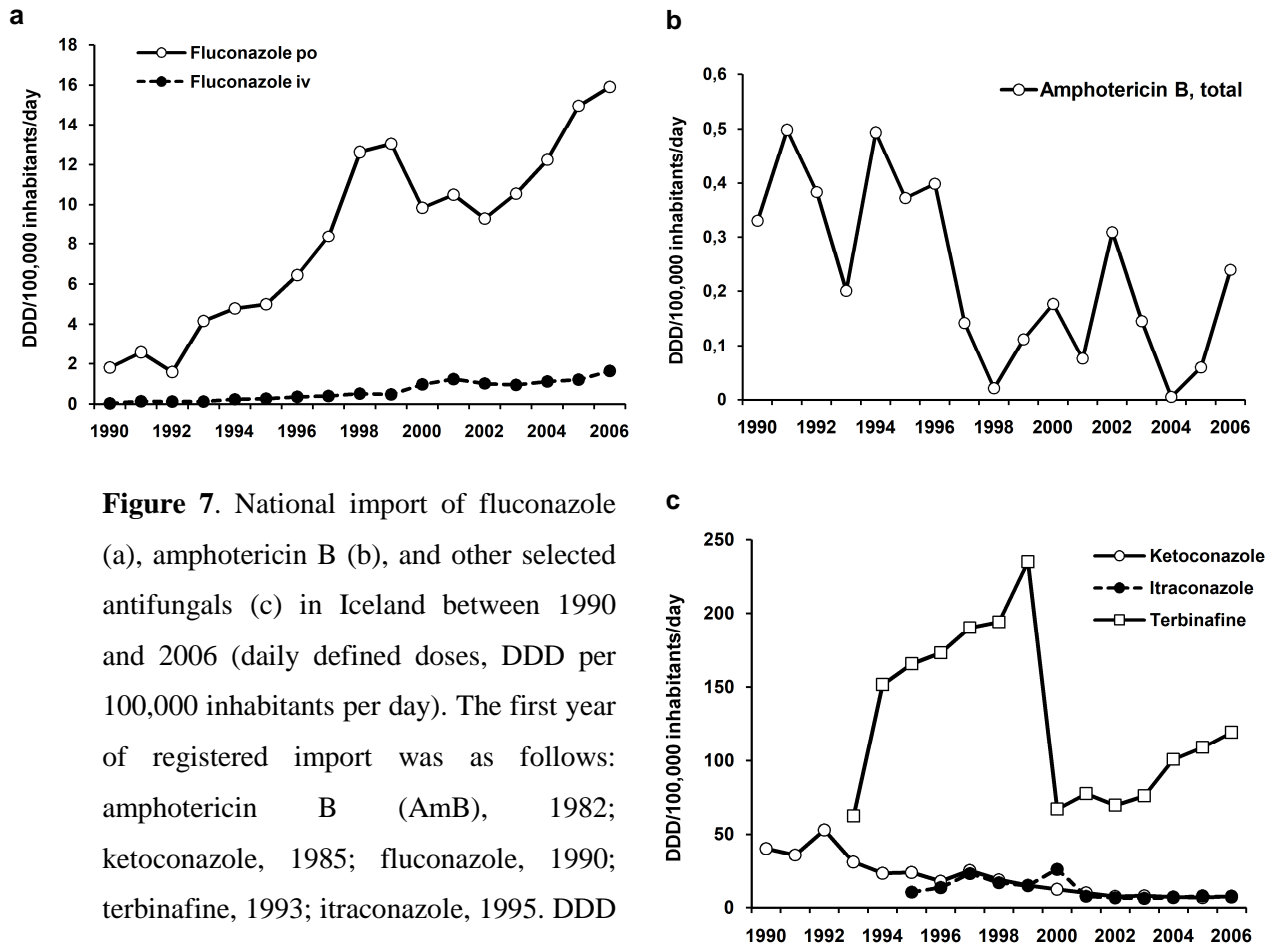 a
18
16
14
12
10
8
6
4
2
0
DDD/100,000 inhabitants/day
Fluconazole po
Fluconazole iv
1990 1992 1994 1996 1998 2000 2002 2004 2006
b
0,6
0,5
0,4
0,3
0,2
0,1
0
DDD/100,000 inhabitants/day
Amphotericin B, total
1990 1992 1994 1996 1998 2000 2002 2004 2006
Figure 7. National import of fluconazole
(a), amphotericin B (b), and other selected
antifungals (c) in Iceland between 1990
and 2006 (daily defined doses, DDD per
100,000 inhabitants per day). The first year
of registered import was as follows:
amphotericin B (AmB), 1982;
ketoconazole, 1985; fluconazole, 1990;
terbinafine, 1993; itraconazole, 1995. DDD
c
250
200
150
100
50
0
DDD/100,000 inhabitants/day
Ketoconazole
Itraconazole
Terbinafine
1990 1992 1994 1996 1998 2000 2002 2004 2006